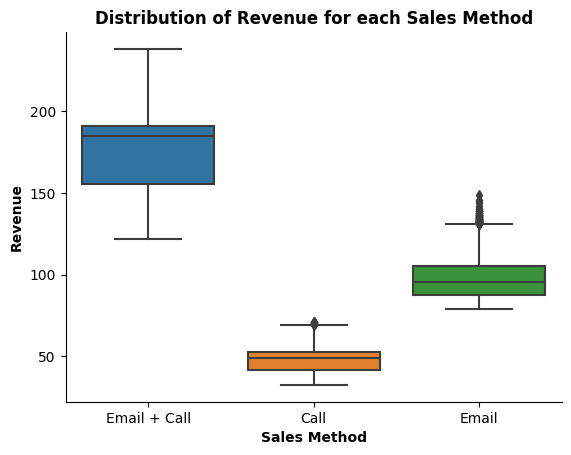 Distribution of Revenue for each Sales Method
Revenue
200
150
100
50
Email + Call
Call
Email
Sales Method